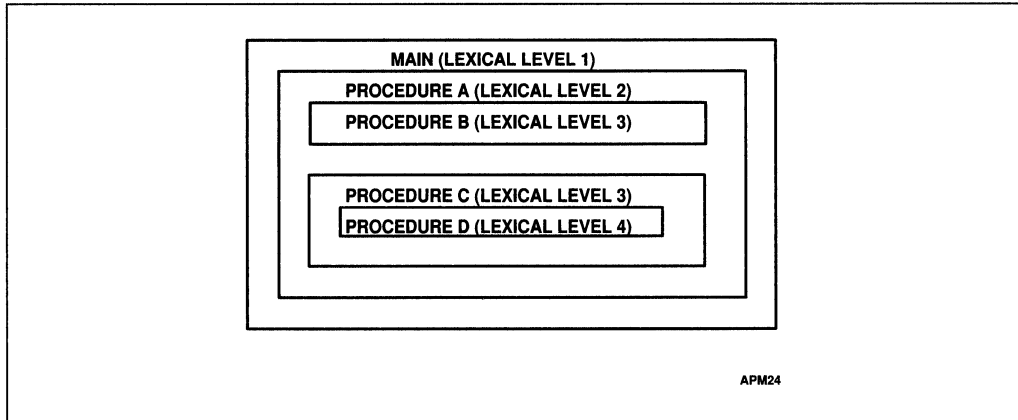 MAIN (LEXICAL LEVEL 1)
PROCEDURE A (LEXICAL LEVEL 2)
PROCEDURE B (LEXICAL LEVEL 3)
PROCEDURE C (LEXICAL LEVEL 3)
PROCEDURE D (LEXICAL LEVEL 4)
APM24